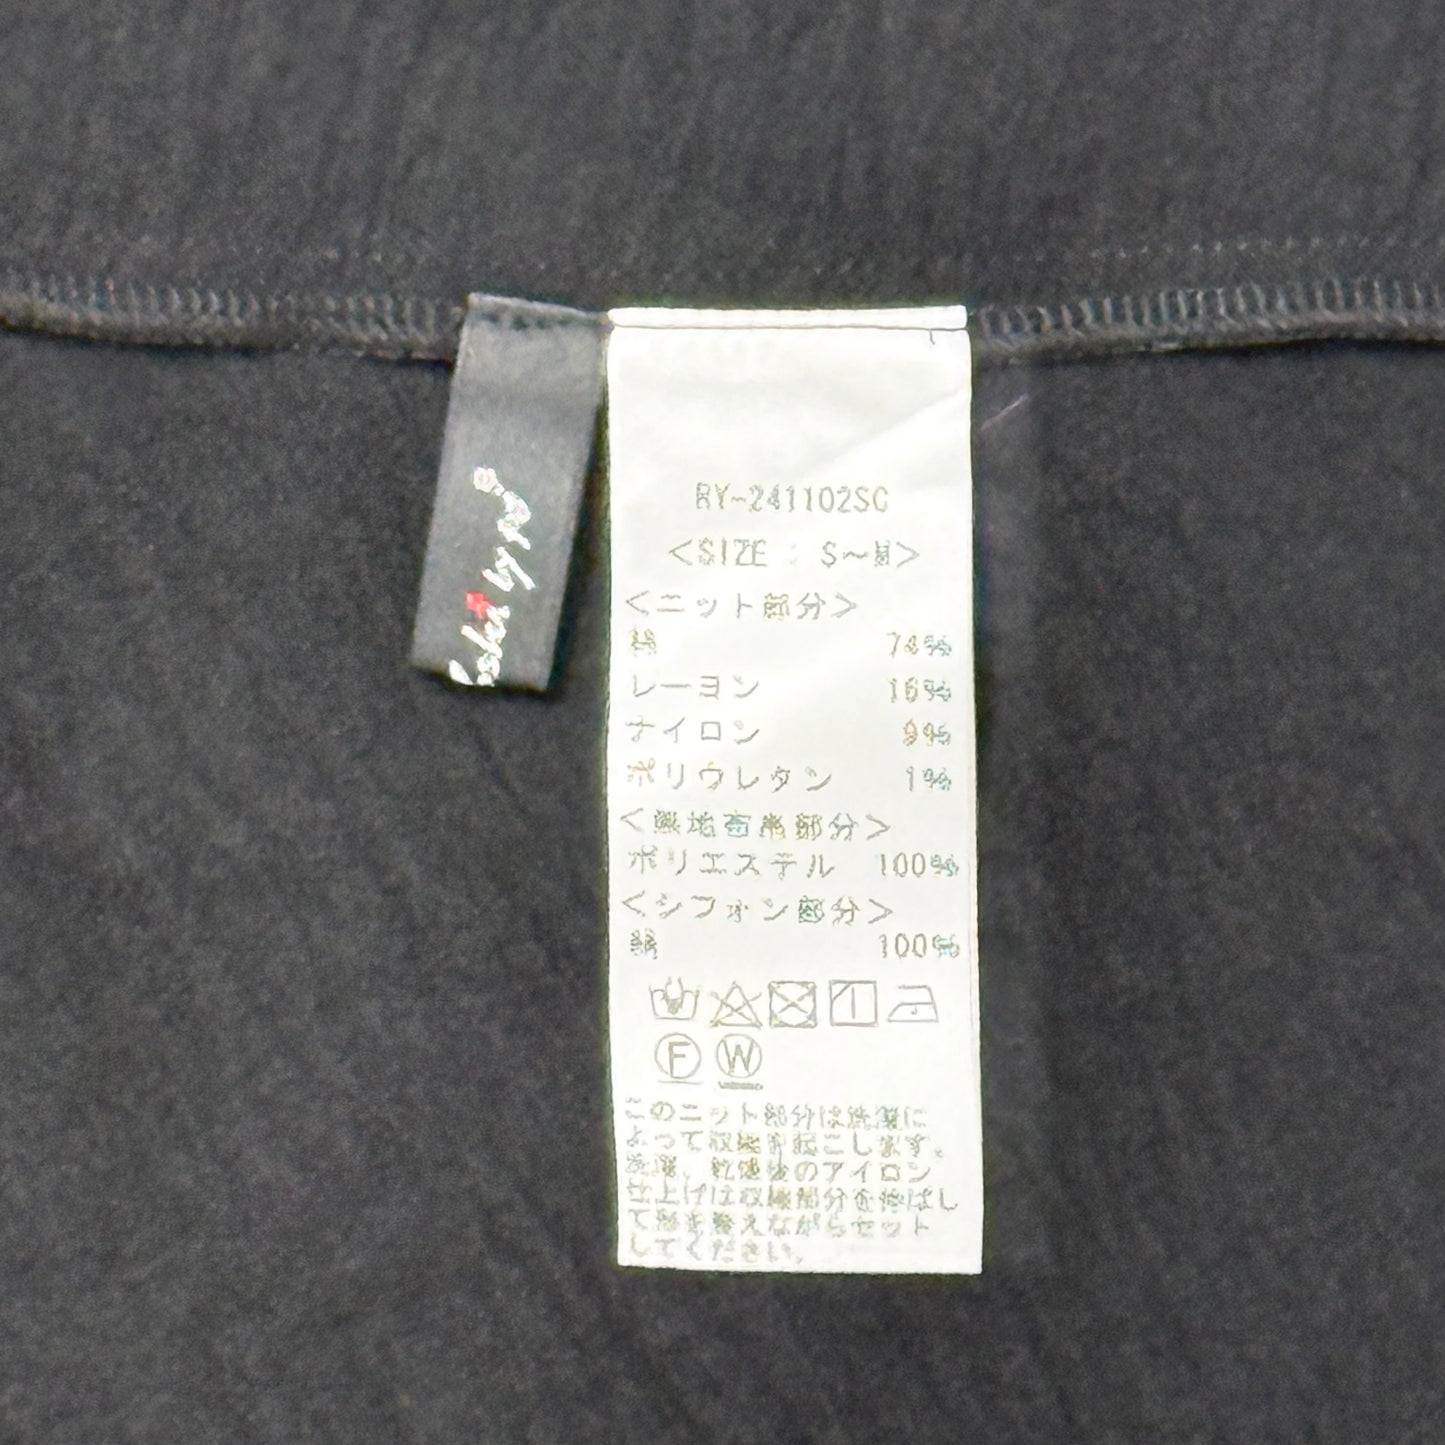 RY-241102SC
<SIZE : S～M>
<ニット部分>
綿 74%
レーヨン 16%
ナイロン 9%
ポリウレタン 1%
部分>
ポリエステル 100%
<シフォン部分>
100%
F W
このニット部分は洗濯に
よって収縮を起こします。
洗濯、乾燥後のアイロン
仕上げは収縮部分を伸ばし
て形を整えながらセット
してください。